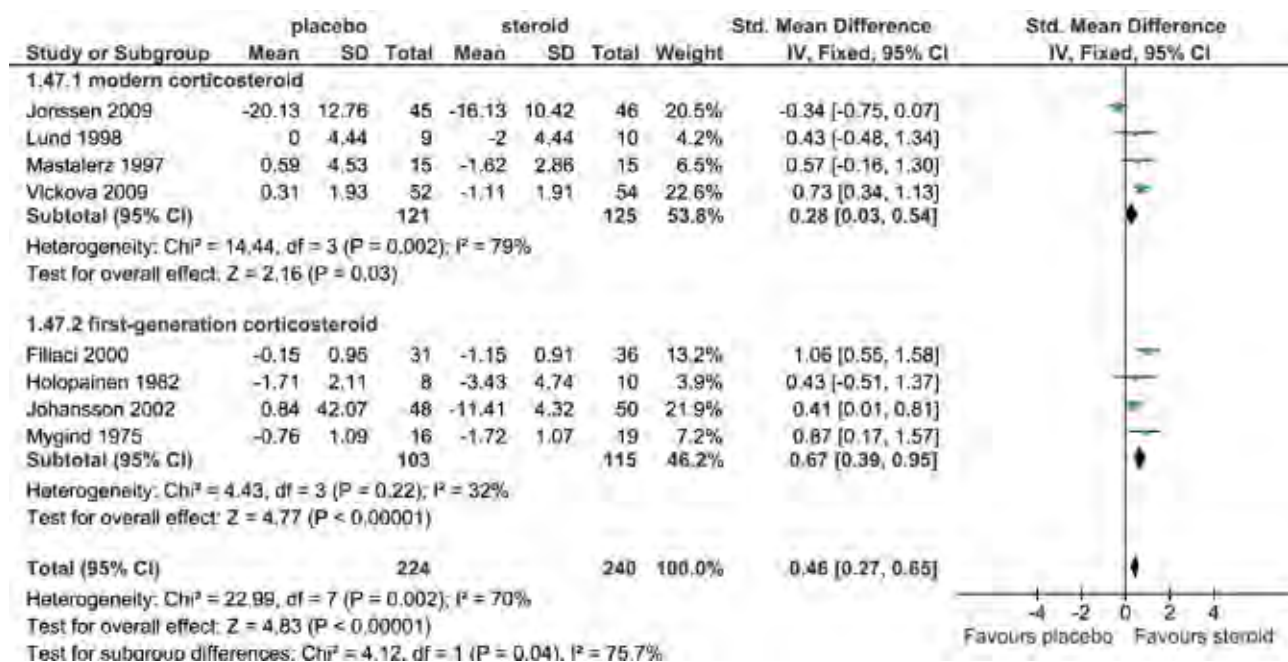 placebo steroid Std. Mean Difference Std. Mean Difference
Study or Subgroup Mean SD Total Mean SD Total Weight IV, Fixed, 95% CI IV, Fixed, 95% CI
1.47.1 modern corticosteroid
Jorissen 2009 -20.13 12.76 45 -16.13 10.42 46 20.5% -0.34 [-0.75, 0.07]
Lund 1998 0 4.44 9 -2 4.44 10 4.2% 0.43 [-0.48, 1.34]
Mastalerz 1997 0.59 4.53 15 -1.62 2.86 15 6.5% 0.57 [-0.16, 1.30]
Vlckova 2009 0.31 1.93 52 -1.11 1.91 54 22.6% 0.73 [0.34, 1.13]
Subtotal (95% CI) 121 125 53.8% 0.28 [0.03, 0.54]
Heterogeneity: Chi² = 14.44, df = 3 (P = 0.002); I² = 79%
Test for overall effect: Z = 2.16 (P = 0.03)
1.47.2 first-generation corticosteroid
Filiaci 2000 -0.15 0.96 31 -1.15 0.91 36 13.2% 1.06 [0.55, 1.58]
Holopainen 1982 -1.71 2.11 8 -3.43 4.74 10 3.9% 0.43 [-0.51, 1.37]
Johansson 2002 0.84 42.07 48 -11.41 4.32 50 21.9% 0.41 [0.01, 0.81]
Mygind 1975 -0.76 1.09 16 -1.72 1.07 19 7.2% 0.87 [0.17, 1.57]
Subtotal (95% CI) 103 115 46.2% 0.67 [0.39, 0.95]
Heterogeneity: Chi² = 4.43, df = 3 (P = 0.22); I² = 32%
Test for overall effect: Z = 4.77 (P < 0.00001)
Total (95% CI) 224 240 100.0% 0.46 [0.27, 0.65]
Heterogeneity: Chi² = 22.99, df = 7 (P = 0.002); I² = 70%
Test for overall effect: Z = 4.83 (P < 0.00001)
Test for subgroup differences: Chi² = 4.12, df = 1 (P = 0.04), I² = 75.7%
-4 -2 0 2 4
Favours placebo Favours steroid